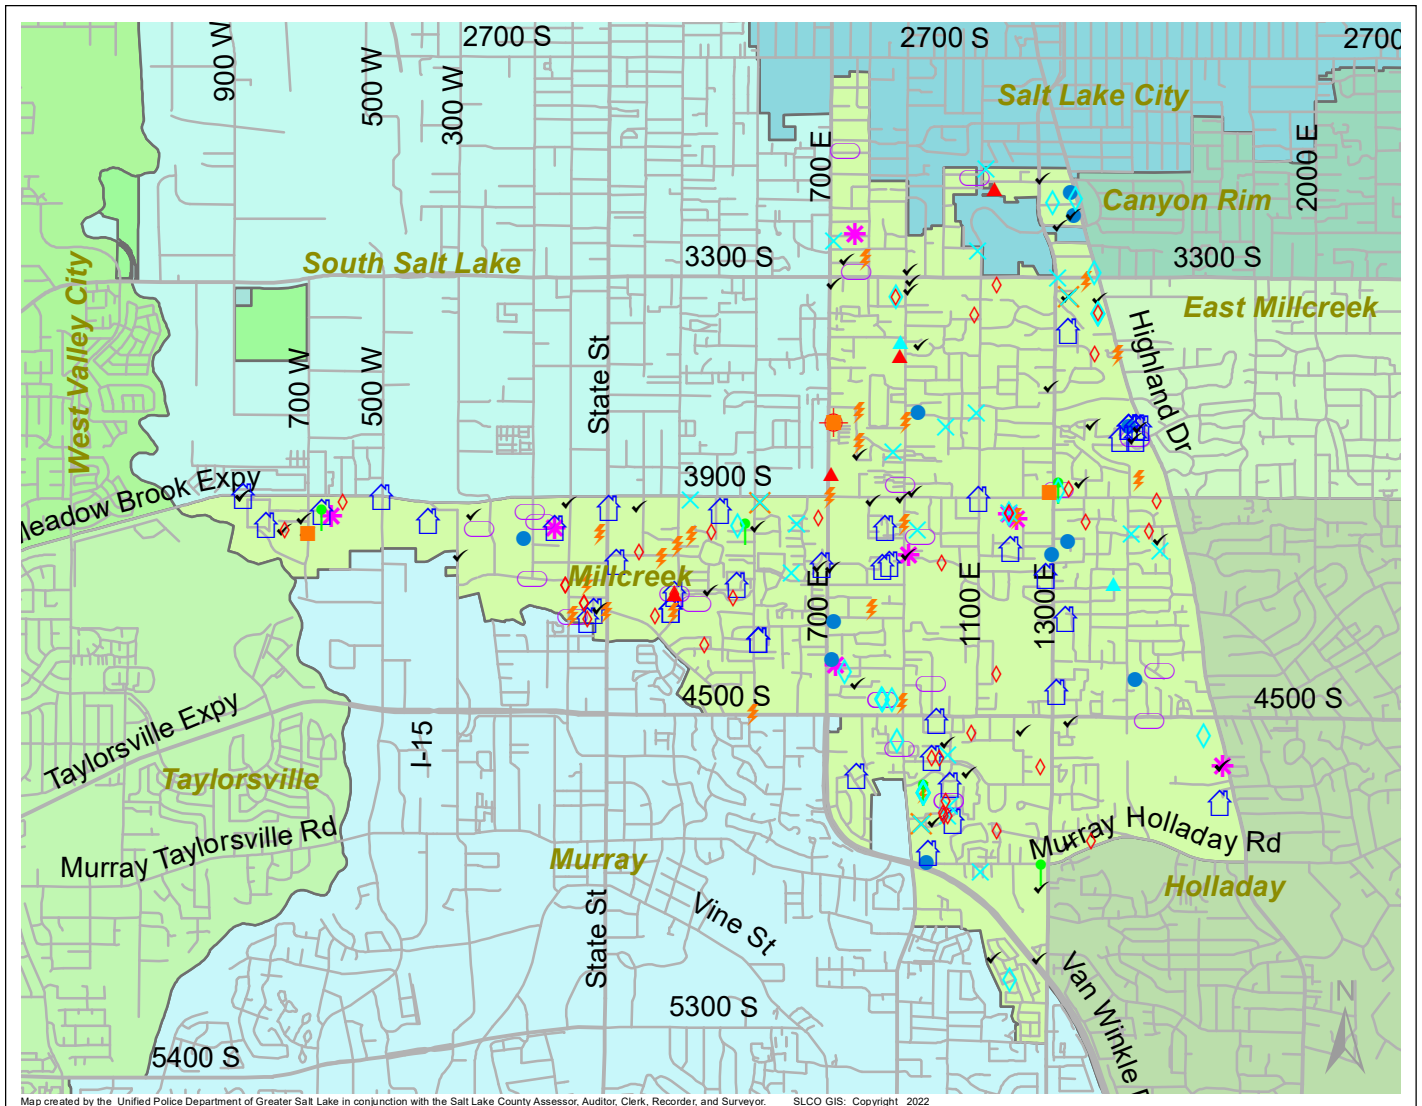 900 W
2700 S
2700 S
2700
500 W
300 W
Salt Lake City
700 E
2000 E
Canyon Rim
South Salt Lake
3300 S
3300 S
West Valley City
East Millcreek
Highland Dr
700 W
500 W
State St
Meadow Brook Expy
3900 S
Millcreek
700 E
1100 E
1300 E
4500 S
4500 S
Taylorsville Expy
I-15
Taylorsville
Murray Taylorsville Rd
Murray
Murray Holladay Rd
Holladay
State St
Vine St
Van Winkle
5300 S
N
5400 S
Map created by the Unified Police Department of Greater Salt Lake in conjunction with the Salt Lake County Assessor, Auditor, Clerk, Recorder, and Surveyor. SLCO GIS: Copyright 2022